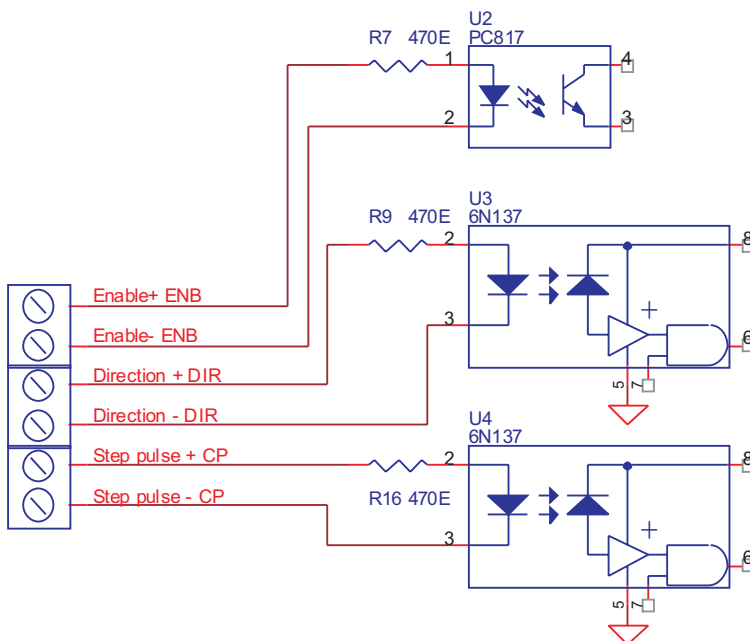 U2
PC817
R7 470E
1
4
2
3
U3
6N137
R9 470E
2
8
3
6
5
7
Enable+ ENB
Enable- ENB
Direction + DIR
Direction - DIR
Step pulse + CP
Step pulse - CP
U4
6N137
2
8
R16 470E
3
6
5
7